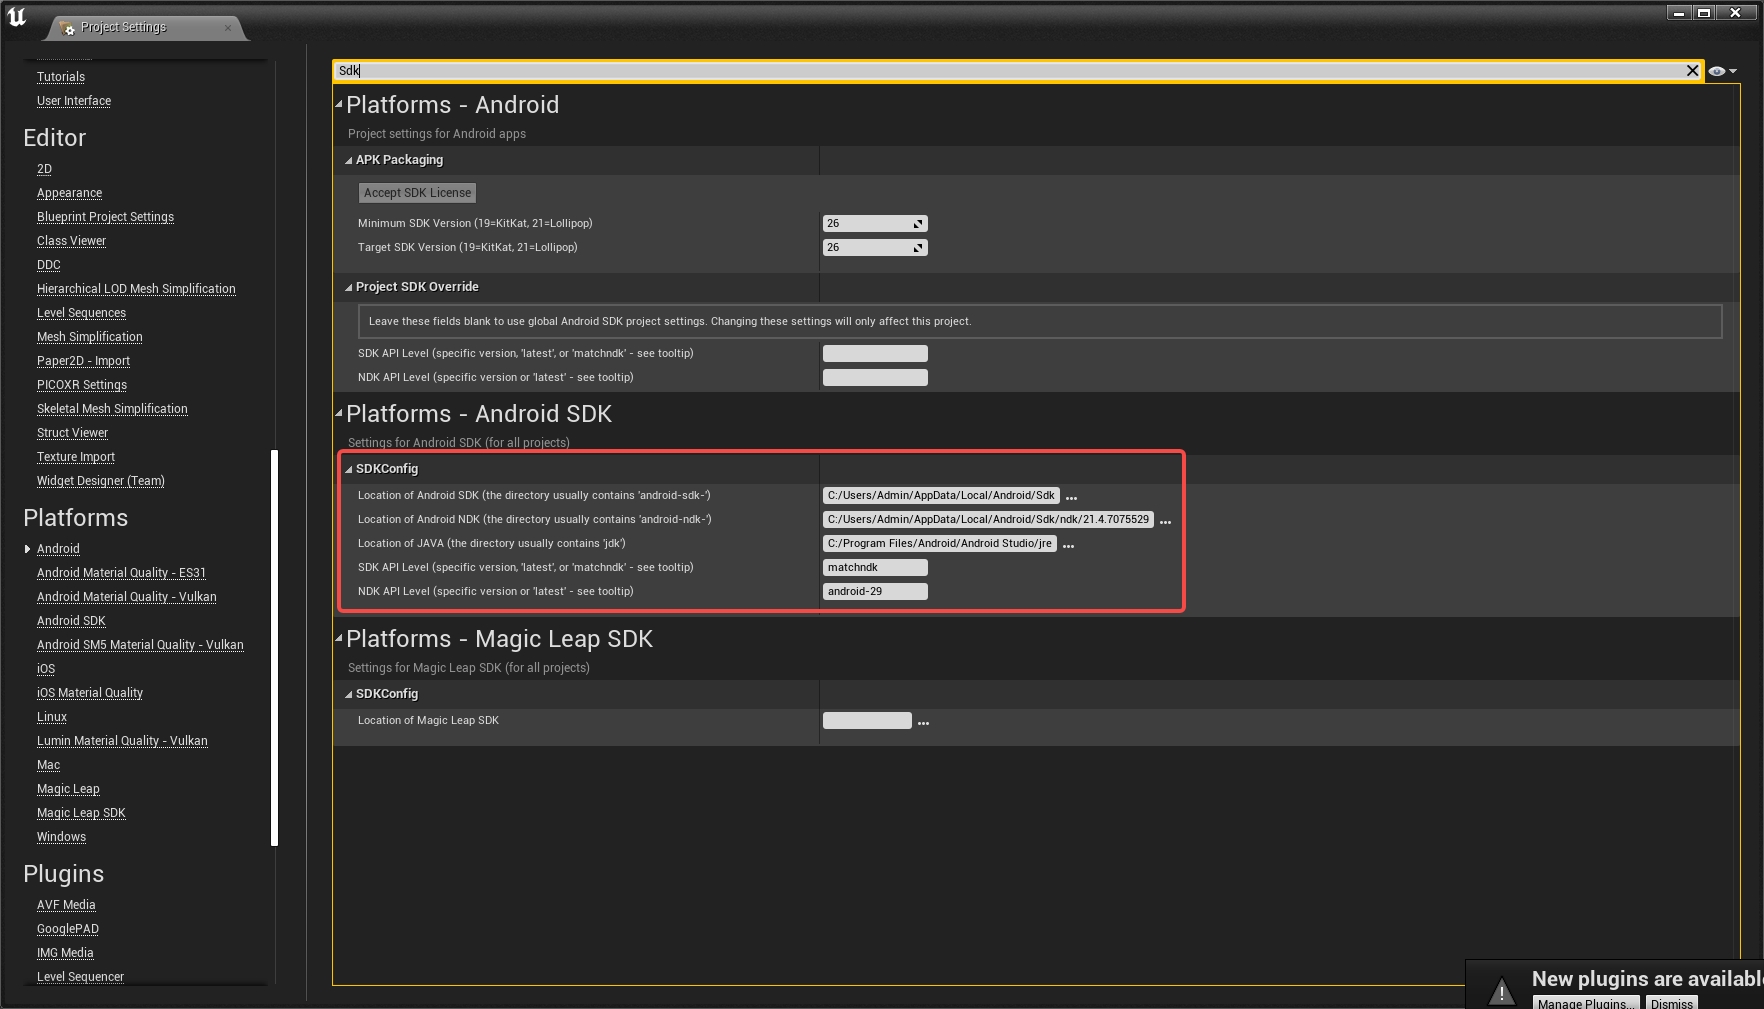 Project Settings
Tutorials
User Interface
Editor
2D
Appearance
Blueprint Project Settings
Class Viewer
DDC
Hierarchical LOD Mesh Simplification
Level Sequences
Mesh Simplification
Paper2D - Import
PICOXR Settings
Skeletal Mesh Simplification
Struct Viewer
Texture Import
Widget Designer (Team)
Platforms
Android
Android Material Quality - ES31
Android Material Quality - Vulkan
Android SDK
Android SM5 Material Quality - Vulkan
iOS
iOS Material Quality
Linux
Lumin Material Quality - Vulkan
Mac
Magic Leap
Magic Leap SDK
Windows
Plugins
AVF Media
GooglePAD
IMG Media
Level Sequencer
Sdk
Platforms - Android
Project settings for Android apps
APK Packaging
Accept SDK License
Minimum SDK Version (19=KitKat, 21=Lollipop) 26
Target SDK Version (19=KitKat, 21=Lollipop) 26
Project SDK Override
Leave these fields blank to use global Android SDK project settings. Changing these settings will only affect this project.
SDK API Level (specific version, 'latest', or 'matchndk' - see tooltip)
NDK API Level (specific version or 'latest' - see tooltip)
Platforms - Android SDK
Settings for Android SDK (for all projects)
SDKConfig
Location of Android SDK (the directory usually contains 'android-sdk-') C:/Users/Admin/AppData/Local/Android/Sdk ...
Location of Android NDK (the directory usually contains 'android-ndk-') C:/Users/Admin/AppData/Local/Android/Sdk/ndk/21.4.7075529 ...
Location of JAVA (the directory usually contains 'jdk') C:/Program Files/Android/Android Studio/jre ...
SDK API Level (specific version, 'latest', or 'matchndk' - see tooltip) matchndk
NDK API Level (specific version or 'latest' - see tooltip) android-29
Platforms - Magic Leap SDK
Settings for Magic Leap SDK (for all projects)
SDKConfig
Location of Magic Leap SDK ...
New plugins are availabl
Manage Plugins... Dismiss